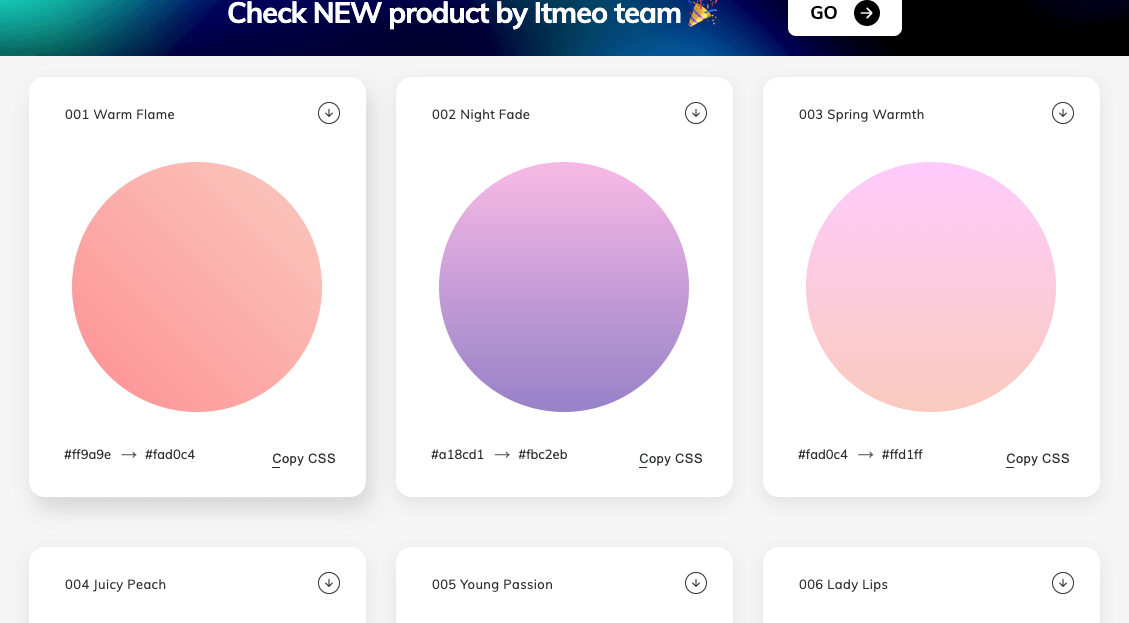 Check NEW product by Itmeo team 🎉
GO
001 Warm Flame
002 Night Fade
003 Spring Warmth
#ff9a9e → #fad0c4
Copy CSS
#a18cd1 → #fbc2eb
Copy CSS
#fad0c4 → #ffd1ff
Copy CSS
004 Juicy Peach
005 Young Passion
006 Lady Lips